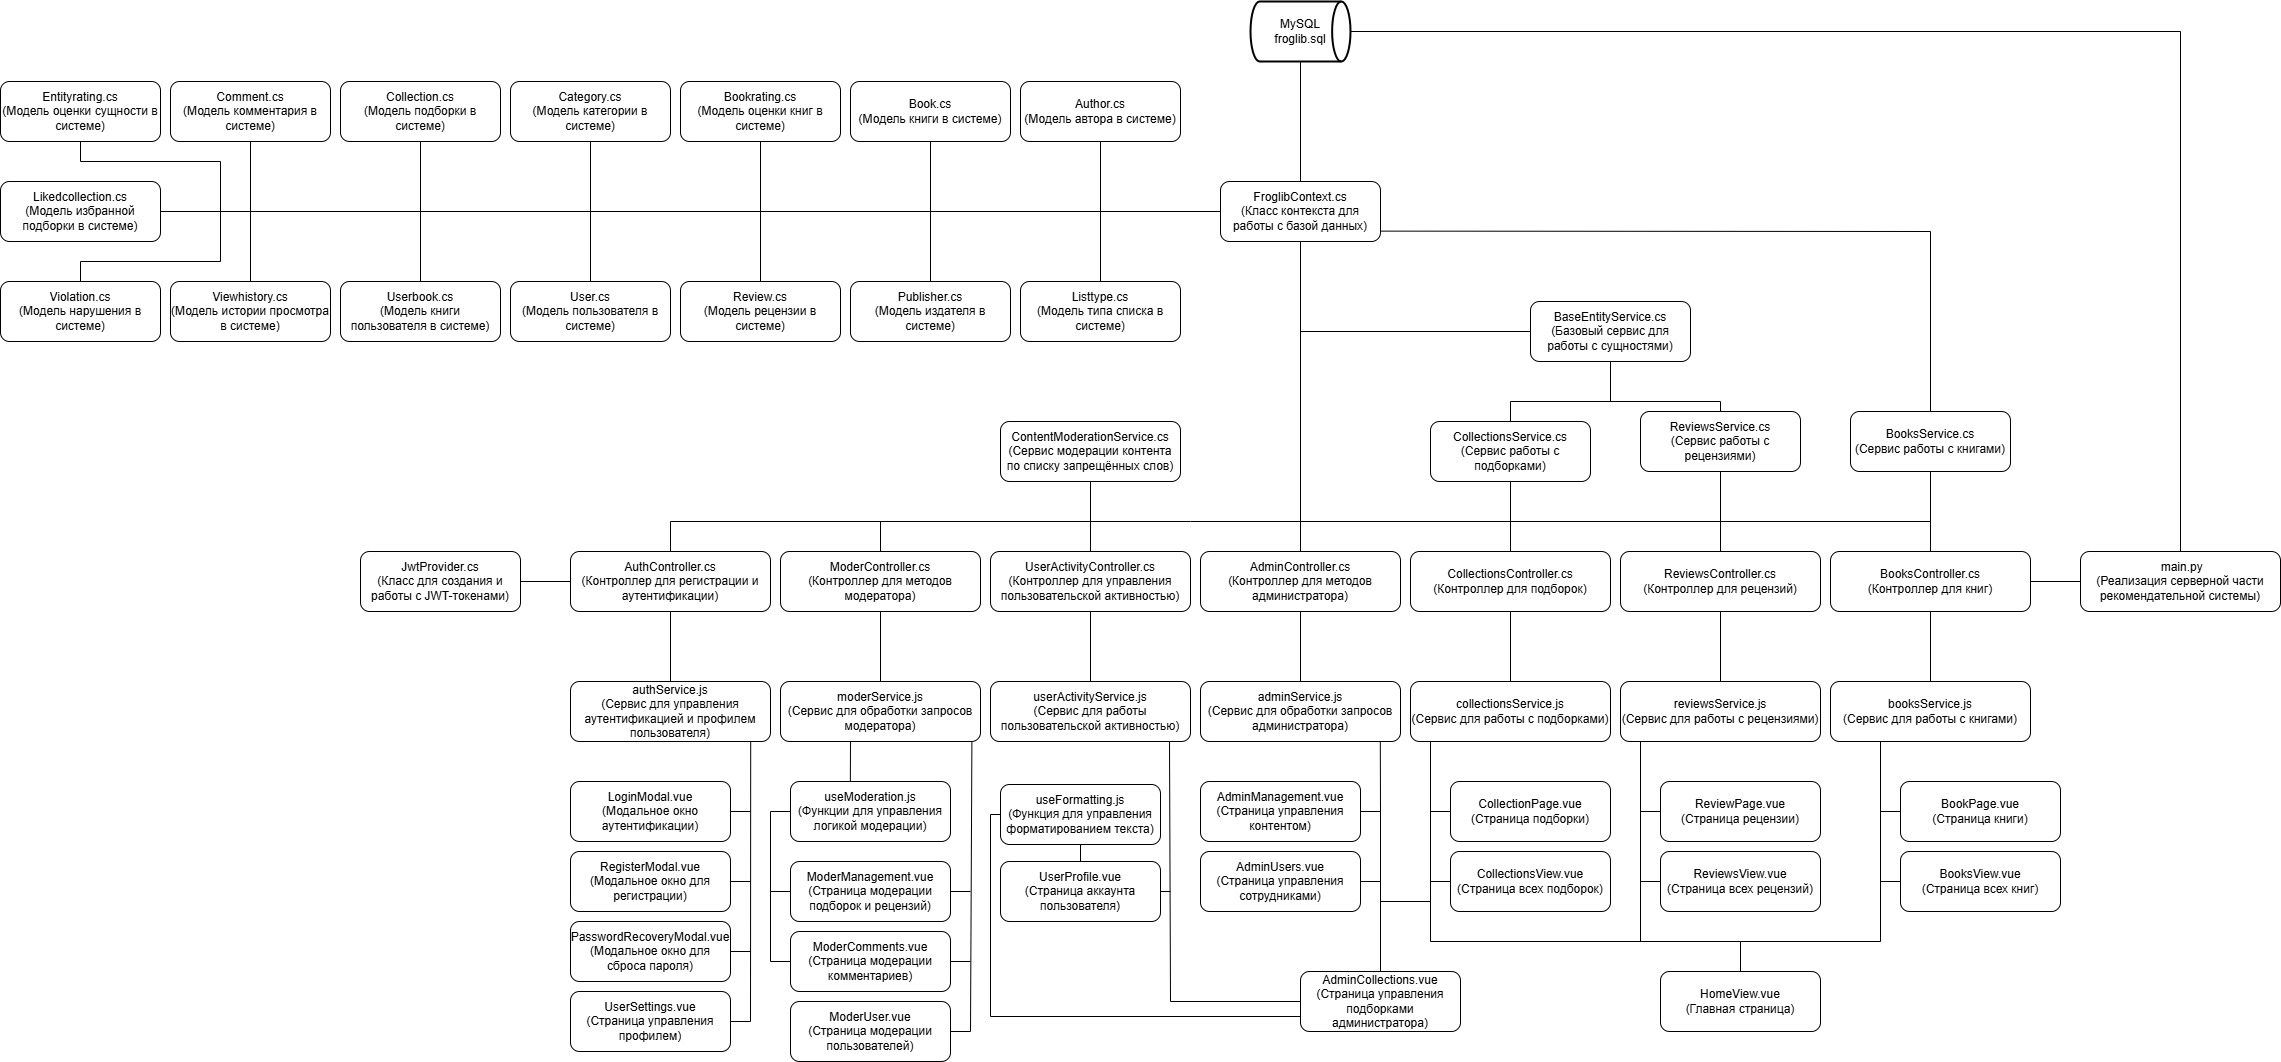 MySQL
froglib.sql
Entityrating.cs
(Модель оценки сущности в
системе)
Comment.cs
(Модель комментария в
системе)
Collection.cs
(Модель подборки в
системе)
Category.cs
(Модель категории в
системе)
Bookrating.cs
(Модель оценки книг в
системе)
Book.cs
(Модель книги в системе)
Author.cs
(Модель автора в системе)
Likedcollection.cs
(Модель избранной
подборки в системе)
FroglibContext.cs
(Класс контекста для
работы с базой данных)
Violation.cs
(Модель нарушения в
системе)
Viewhistory.cs
(Модель истории просмотра
в системе)
Userbook.cs
(Модель книги
пользователя в системе)
User.cs
(Модель пользователя в
системе)
Review.cs
(Модель рецензии в
системе)
Publisher.cs
(Модель издателя в
системе)
Listtype.cs
(Модель типа списка в
системе)
BaseEntityService.cs
(Базовый сервис для
работы с сущностями)
ContentModerationService.cs
(Сервис модерации контента
по списку запрещённых слов)
CollectionsService.cs
(Сервис работы с
подборками)
ReviewsService.cs
(Сервис работы с
рецензиями)
BooksService.cs
(Сервис работы с книгами)
JwtProvider.cs
(Класс для создания и
работы с JWT-токенами)
AuthController.cs
(Контроллер для регистрации и
аутентификации)
ModerController.cs
(Контроллер для методов
модератора)
UserActivityController.cs
(Контроллер для управления
пользовательской активностью)
AdminController.cs
(Контроллер для методов
администратора)
CollectionsController.cs
(Контроллер для подборок)
ReviewsController.cs
(Контроллер для рецензий)
BooksController.cs
(Контроллер для книг)
main.py
(Реализация серверной части
рекомендательной системы)
authService.js
(Сервис для управления
аутентификацией и профилем
пользователя)
moderService.js
(Сервис для обработки запросов
модератора)
userActivityService.js
(Сервис для работы
пользовательской активностью)
adminService.js
(Сервис для обработки запросов
администратора)
collectionsService.js
(Сервис для работы с подборками)
reviewsService.js
(Сервис для работы с рецензиями)
booksService.js
(Сервис для работы с книгами)
LoginModal.vue
(Модальное окно
аутентификации)
useModeration.js
(Функции для управления
логикой модерации)
useFormatting.js
(Функция для управления
форматированием текста)
AdminManagement.vue
(Страница управления
контентом)
CollectionPage.vue
(Страница подборки)
ReviewPage.vue
(Страница рецензии)
BookPage.vue
(Страница книги)
RegisterModal.vue
(Модальное окно для
регистрации)
ModerManagement.vue
(Страница модерации
подборок и рецензий)
UserProfile.vue
(Страница аккаунта
пользователя)
AdminUsers.vue
(Страница управления
сотрудниками)
CollectionsView.vue
(Страница всех подборок)
ReviewsView.vue
(Страница всех рецензий)
BooksView.vue
(Страница всех книг)
PasswordRecoveryModal.vue
(Модальное окно для
сброса пароля)
ModerComments.vue
(Страница модерации
комментариев)
UserSettings.vue
(Страница управления
профилем)
ModerUser.vue
(Страница модерации
пользователей)
AdminCollections.vue
(Страница управления
подборками
администратора)
HomeView.vue
(Главная страница)